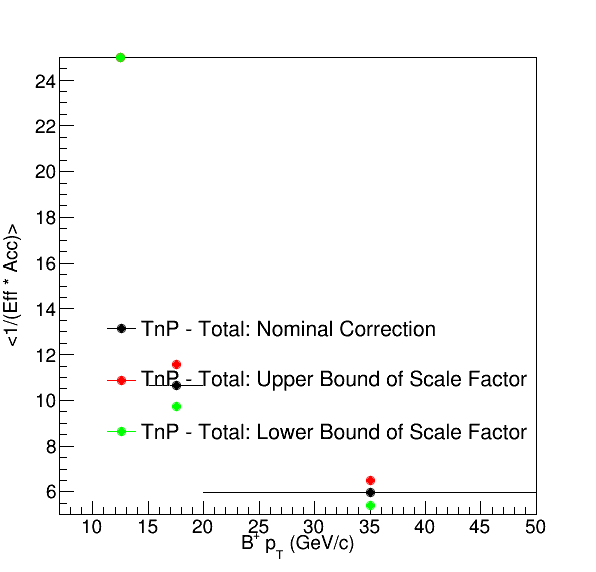 24
22
20
18
16
14
12
10
8
6
<1/(Eff * Acc)>
TnP - Total: Nominal Correction
TnP - Total: Upper Bound of Scale Factor
TnP - Total: Lower Bound of Scale Factor
10 15 20 25 30 35 40 45 50
B+ pT (GeV/c)